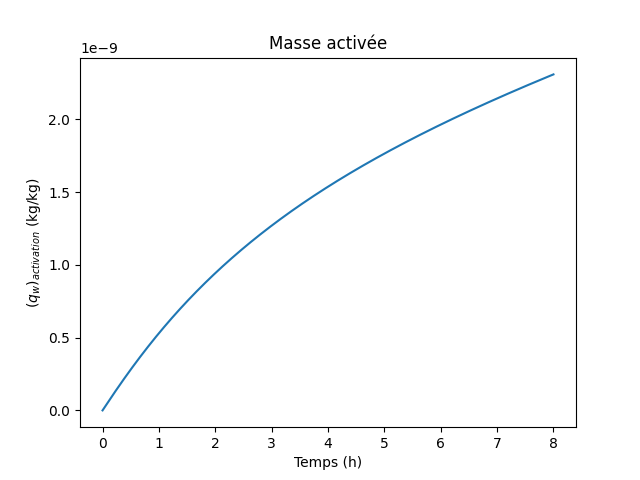 Masse activée
1e−9
2.0
1.5
1.0
0.5
0.0
(q_w)_activation (kg/kg)
0 1 2 3 4 5 6 7 8
Temps (h)